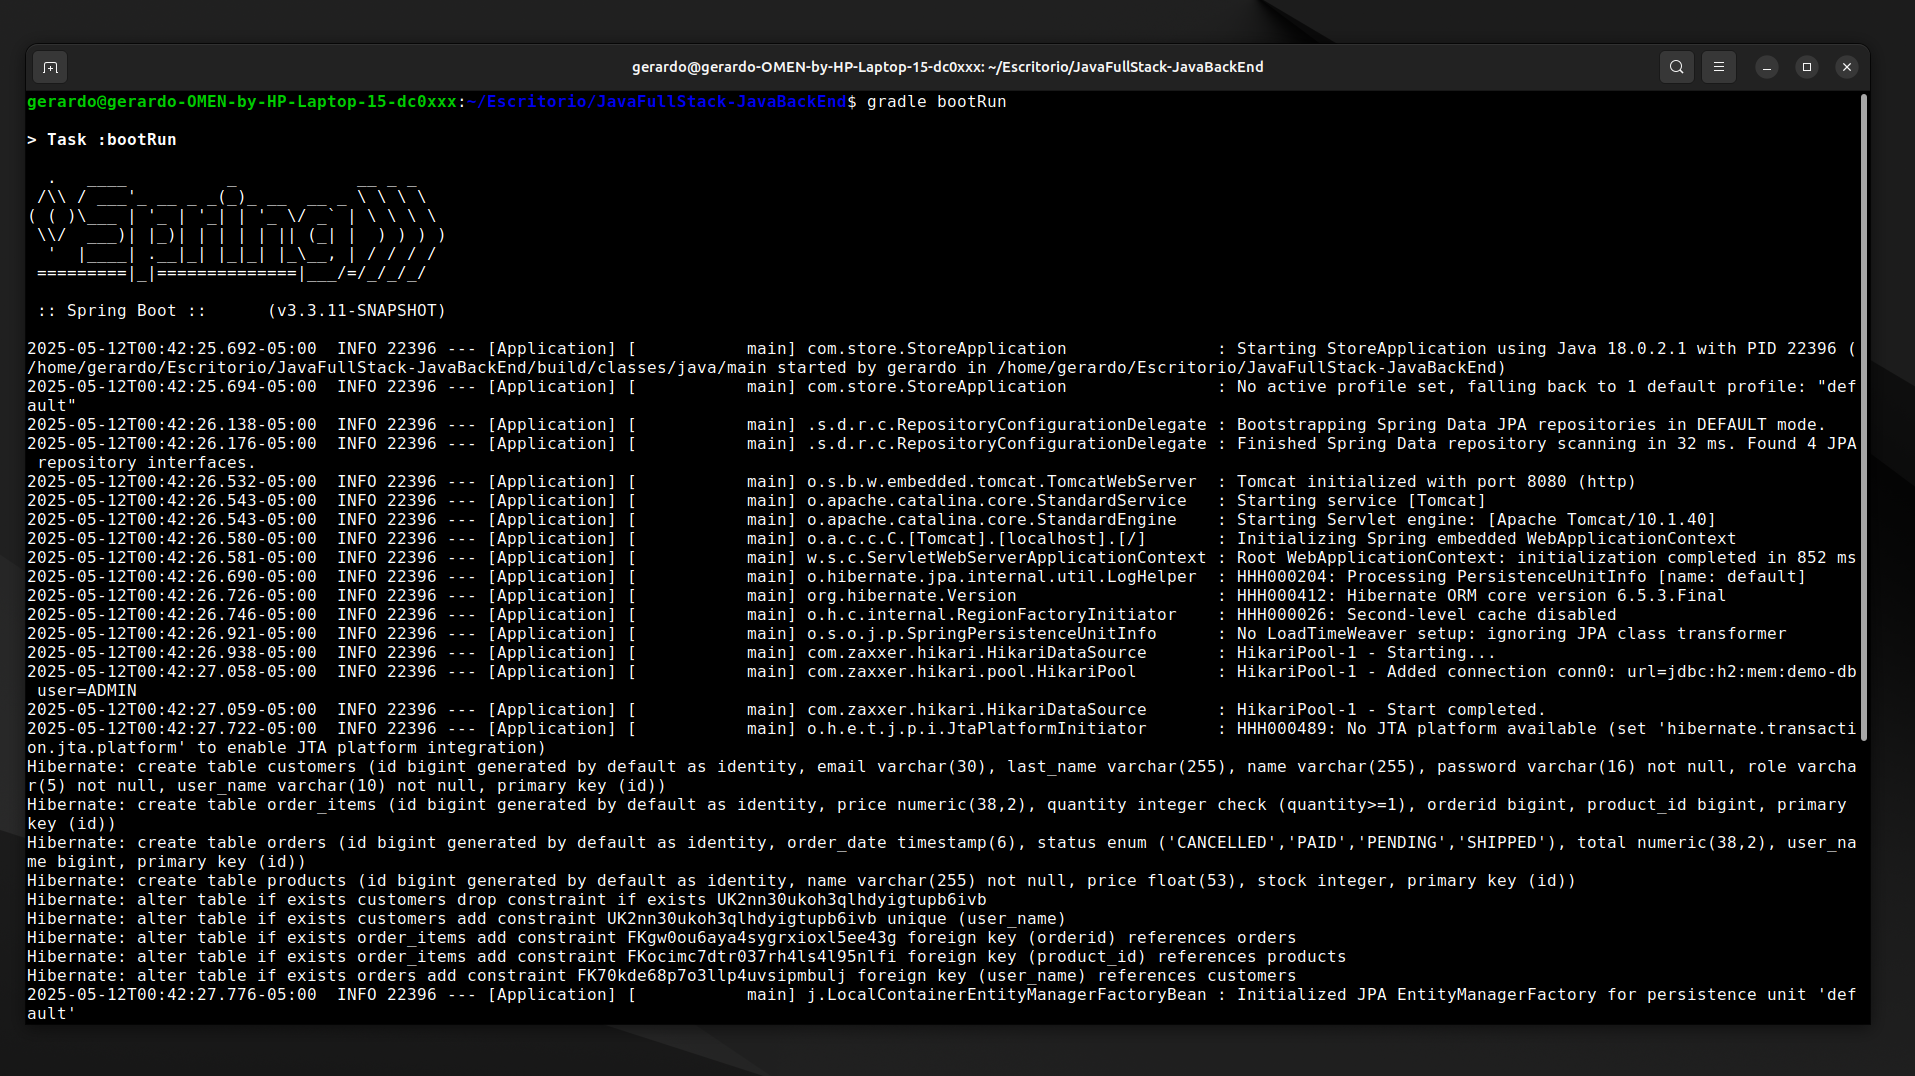 gerardo@gerardo-OMEN-by-HP-Laptop-15-dc0xxx: ~/Escritorio/JavaFullStack-JavaBackEnd
gerardo@gerardo-OMEN-by-HP-Laptop-15-dc0xxx:~/Escritorio/JavaFullStack-JavaBackEnd$ gradle bootRun
> Task :bootRun
  .   ____          _            __ _ _
 /\\ / ___'_ __ _ _(_)_ __  __ _ \ \ \ \
( ( )\___ | '_ | '_| | '_ \/ _` | \ \ \ \
 \\/  ___)| |_)| | | | | || (_| |  ) ) ) )
  '  |____| .__|_| |_|_| |_\__, | / / / /
 =========|_|==============|___/=/_/_/_/
 :: Spring Boot ::      (v3.3.11-SNAPSHOT)
2025-05-12T00:42:25.692-05:00  INFO 22396 --- [Application] [           main] com.store.StoreApplication               : Starting StoreApplication using Java 18.0.2.1 with PID 22396 (
/home/gerardo/Escritorio/JavaFullStack-JavaBackEnd/build/classes/java/main started by gerardo in /home/gerardo/Escritorio/JavaFullStack-JavaBackEnd)
2025-05-12T00:42:25.694-05:00  INFO 22396 --- [Application] [           main] com.store.StoreApplication               : No active profile set, falling back to 1 default profile: "def
ault"
2025-05-12T00:42:26.138-05:00  INFO 22396 --- [Application] [           main] .s.d.r.c.RepositoryConfigurationDelegate : Bootstrapping Spring Data JPA repositories in DEFAULT mode.
2025-05-12T00:42:26.176-05:00  INFO 22396 --- [Application] [           main] .s.d.r.c.RepositoryConfigurationDelegate : Finished Spring Data repository scanning in 32 ms. Found 4 JPA
 repository interfaces.
2025-05-12T00:42:26.532-05:00  INFO 22396 --- [Application] [           main] o.s.b.w.embedded.tomcat.TomcatWebServer  : Tomcat initialized with port 8080 (http)
2025-05-12T00:42:26.543-05:00  INFO 22396 --- [Application] [           main] o.apache.catalina.core.StandardService   : Starting service [Tomcat]
2025-05-12T00:42:26.543-05:00  INFO 22396 --- [Application] [           main] o.apache.catalina.core.StandardEngine    : Starting Servlet engine: [Apache Tomcat/10.1.40]
2025-05-12T00:42:26.580-05:00  INFO 22396 --- [Application] [           main] o.a.c.c.C.[Tomcat].[localhost].[/]       : Initializing Spring embedded WebApplicationContext
2025-05-12T00:42:26.581-05:00  INFO 22396 --- [Application] [           main] w.s.c.ServletWebServerApplicationContext : Root WebApplicationContext: initialization completed in 852 ms
2025-05-12T00:42:26.690-05:00  INFO 22396 --- [Application] [           main] o.hibernate.jpa.internal.util.LogHelper  : HHH000204: Processing PersistenceUnitInfo [name: default]
2025-05-12T00:42:26.726-05:00  INFO 22396 --- [Application] [           main] org.hibernate.Version                    : HHH000412: Hibernate ORM core version 6.5.3.Final
2025-05-12T00:42:26.746-05:00  INFO 22396 --- [Application] [           main] o.h.c.internal.RegionFactoryInitiator    : HHH000026: Second-level cache disabled
2025-05-12T00:42:26.921-05:00  INFO 22396 --- [Application] [           main] o.s.o.j.p.SpringPersistenceUnitInfo      : No LoadTimeWeaver setup: ignoring JPA class transformer
2025-05-12T00:42:26.938-05:00  INFO 22396 --- [Application] [           main] com.zaxxer.hikari.HikariDataSource       : HikariPool-1 - Starting...
2025-05-12T00:42:27.058-05:00  INFO 22396 --- [Application] [           main] com.zaxxer.hikari.pool.HikariPool        : HikariPool-1 - Added connection conn0: url=jdbc:h2:mem:demo-db
 user=ADMIN
2025-05-12T00:42:27.059-05:00  INFO 22396 --- [Application] [           main] com.zaxxer.hikari.HikariDataSource       : HikariPool-1 - Start completed.
2025-05-12T00:42:27.722-05:00  INFO 22396 --- [Application] [           main] o.h.e.t.j.p.i.JtaPlatformInitiator       : HHH000489: No JTA platform available (set 'hibernate.transacti
on.jta.platform' to enable JTA platform integration)
Hibernate: create table customers (id bigint generated by default as identity, email varchar(30), last_name varchar(255), name varchar(255), password varchar(16) not null, role varcha
r(5) not null, user_name varchar(10) not null, primary key (id))
Hibernate: create table order_items (id bigint generated by default as identity, price numeric(38,2), quantity integer check (quantity>=1), orderid bigint, product_id bigint, primary
key (id))
Hibernate: create table orders (id bigint generated by default as identity, order_date timestamp(6), status enum ('CANCELLED','PAID','PENDING','SHIPPED'), total numeric(38,2), user_na
me bigint, primary key (id))
Hibernate: create table products (id bigint generated by default as identity, name varchar(255) not null, price float(53), stock integer, primary key (id))
Hibernate: alter table if exists customers drop constraint if exists UK2nn30ukoh3qlhdyigtupb6ivb
Hibernate: alter table if exists customers add constraint UK2nn30ukoh3qlhdyigtupb6ivb unique (user_name)
Hibernate: alter table if exists order_items add constraint FKgw0ou6aya4sygrxioxl5ee43g foreign key (orderid) references orders
Hibernate: alter table if exists order_items add constraint FKocimc7dtr037rh4ls4l95nlfi foreign key (product_id) references products
Hibernate: alter table if exists orders add constraint FK70kde68p7o3llp4uvsipmbulj foreign key (user_name) references customers
2025-05-12T00:42:27.776-05:00  INFO 22396 --- [Application] [           main] j.LocalContainerEntityManagerFactoryBean : Initialized JPA EntityManagerFactory for persistence unit 'def
ault'